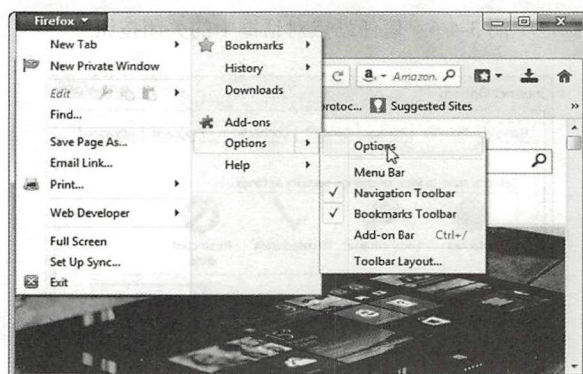 Firefox
New Tab
New Private Window
Edit
Find...
Save Page As...
Email Link...
Print...
Web Developer
Full Screen
Set Up Sync...
Exit
Bookmarks
History
Downloads
Add-ons
Options
Help
Options
Menu Bar
Navigation Toolbar
Bookmarks Toolbar
Add-on Bar Ctrl+/
Toolbar Layout...
a Amazon.
protoc... Suggested Sites »